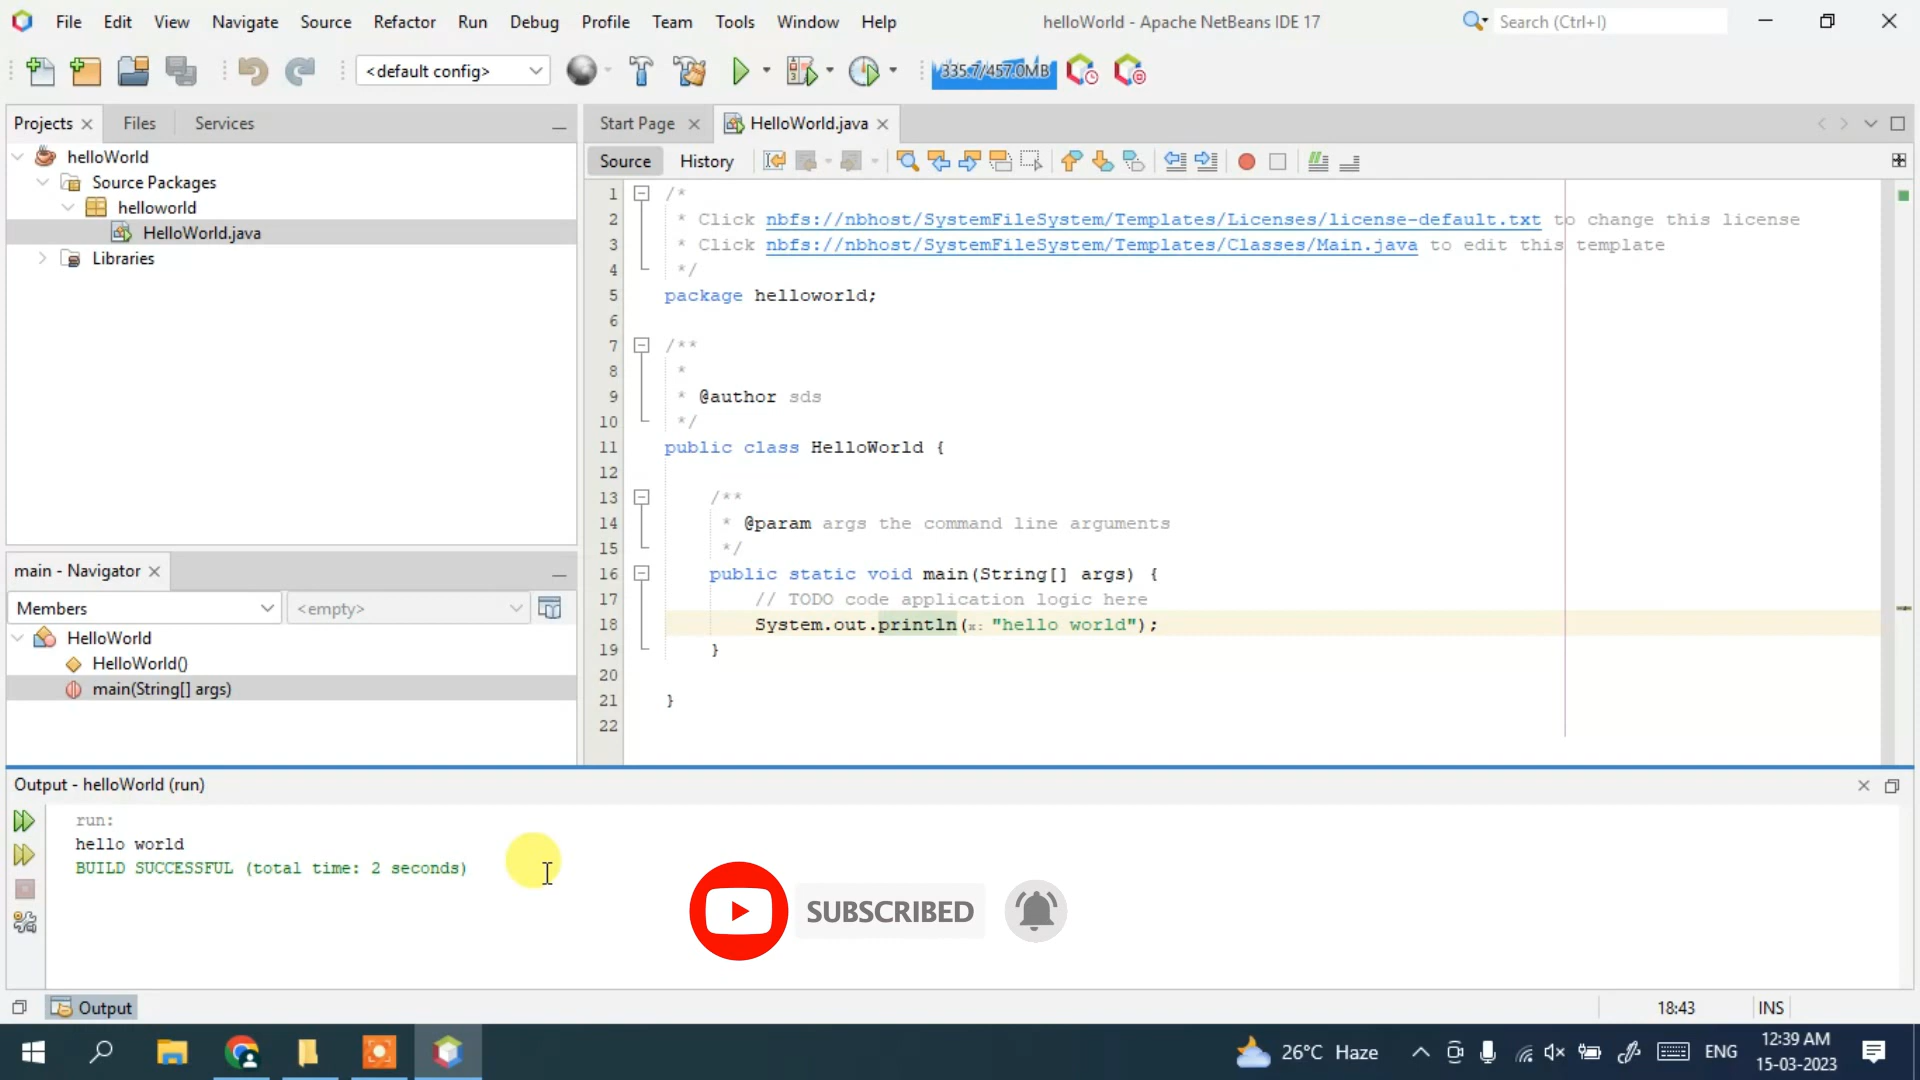 File Edit View Navigate Source Refactor Run Debug Profile Team Tools Window Help helloWorld - Apache NetBeans IDE 17 Search (Ctrl+I)
<default config> 335.7/457.0MB
Projects Files Services
helloWorld
Source Packages
helloworld
HelloWorld.java
Libraries
Start Page HelloWorld.java
Source History
1 /*
2 * Click nbfs://nbhost/SystemFileSystem/Templates/Licenses/license-default.txt to change this license
3 * Click nbfs://nbhost/SystemFileSystem/Templates/Classes/Main.java to edit this template
4 */
5 package helloworld;
6
7 /**
8 *
9 * @author sds
10 */
11 public class HelloWorld {
12
13 /**
14 * @param args the command line arguments
15 */
16 public static void main(String[] args) {
17 // TODO code application logic here
18 System.out.println(x: "hello world");
19 }
20
21 }
22
main - Navigator
Members <empty>
HelloWorld
HelloWorld()
main(String[] args)
Output - helloWorld (run)
run:
hello world
BUILD SUCCESSFUL (total time: 2 seconds)
SUBSCRIBED
Output 18:43 INS
26°C Haze ENG 12:39 AM
15-03-2023